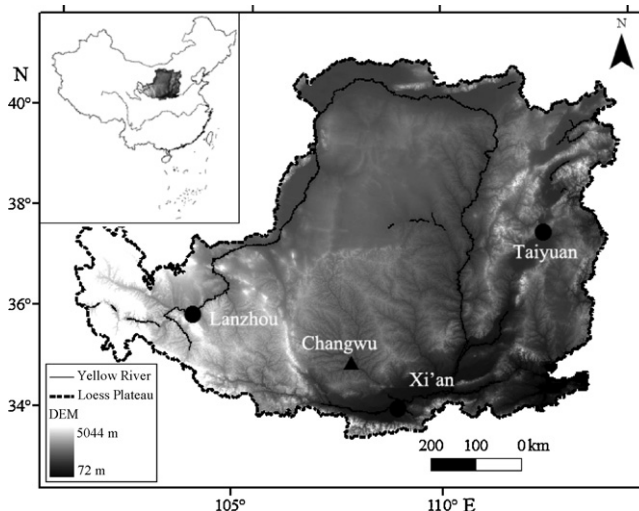 N
N
40°
38°
36°
34°
Taiyuan
Lanzhou
Changwu
Xi'an
Yellow River
Loess Plateau
DEM
5044 m
72 m
200 100 0 km
105° 110° E